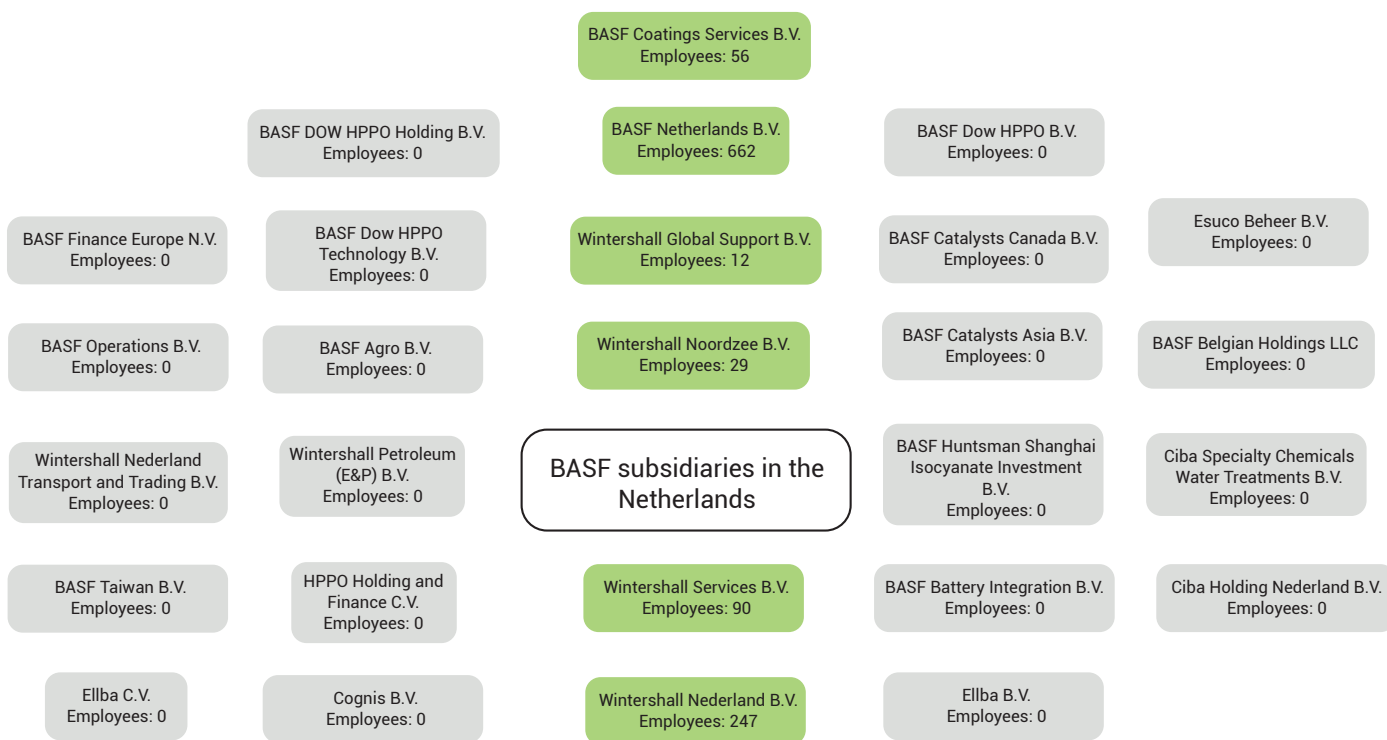 BASF Coatings Services B.V.
Employees: 56
BASF DOW HPPO Holding B.V.
Employees: 0
BASF Netherlands B.V.
Employees: 662
BASF Dow HPPO B.V.
Employees: 0
BASF Finance Europe N.V.
Employees: 0
BASF Dow HPPO
Technology B.V.
Employees: 0
Wintershall Global Support B.V.
Employees: 12
BASF Catalysts Canada B.V.
Employees: 0
Esuco Beheer B.V.
Employees: 0
BASF Operations B.V.
Employees: 0
BASF Agro B.V.
Employees: 0
Wintershall Noordzee B.V.
Employees: 29
BASF Catalysts Asia B.V.
Employees: 0
BASF Belgian Holdings LLC
Employees: 0
Wintershall Nederland
Transport and Trading B.V.
Employees: 0
Wintershall Petroleum
(E&P) B.V.
Employees: 0
BASF subsidiaries in the
Netherlands
BASF Huntsman Shanghai
Isocyanate Investment
B.V.
Employees: 0
Ciba Specialty Chemicals
Water Treatments B.V.
Employees: 0
BASF Taiwan B.V.
Employees: 0
HPPO Holding and
Finance C.V.
Employees: 0
Wintershall Services B.V.
Employees: 90
BASF Battery Integration B.V.
Employees: 0
Ciba Holding Nederland B.V.
Employees: 0
Ellba C.V.
Employees: 0
Cognis B.V.
Employees: 0
Wintershall Nederland B.V.
Employees: 247
Ellba B.V.
Employees: 0